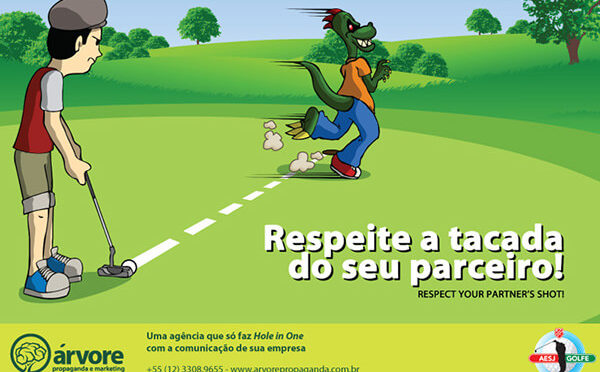 Respeite a tacada
do seu parceiro!
RESPECT YOUR PARTNER'S SHOT!
árvore
propaganda e marketing
Uma agência que só faz Hole in One
com a comunicação de sua empresa
+55 (12) 3308.9655 - www.arvorepropaganda.com.br
AESJ GOLFE